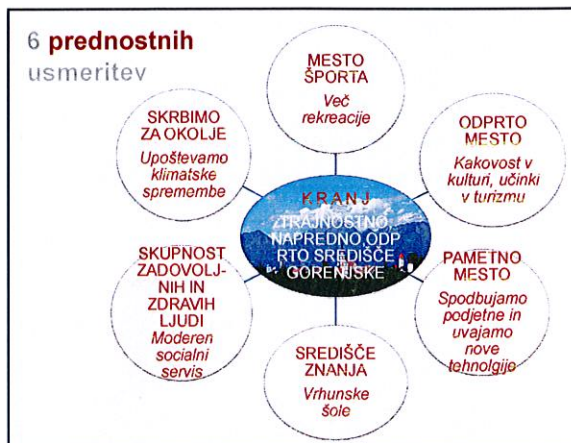 6 prednostnih
usmeritev
MESTO
ŠPORTA
Več
rekreacije
ODPRTO
MESTO
Kakovost v
kulturi, učinki
v turizmu
PAMETNO
MESTO
Spodbujamo
podjetne in
uvajamo
nove
tehnolgije
SREDIŠČE
ZNANJA
Vrhunske
šole
SKUPNOST
ZADOVOLJ-
NIH IN
ZDRAVIH
LJUDI
Moderen
socialni
servis
SKRBIMO
ZA OKOLJE
Upoštevamo
klimatske
spremembe
KRANJ
TRAJNOSTNO,
NAPREDNO,ODP
RTO SREDIŠČE
GORENJSKE